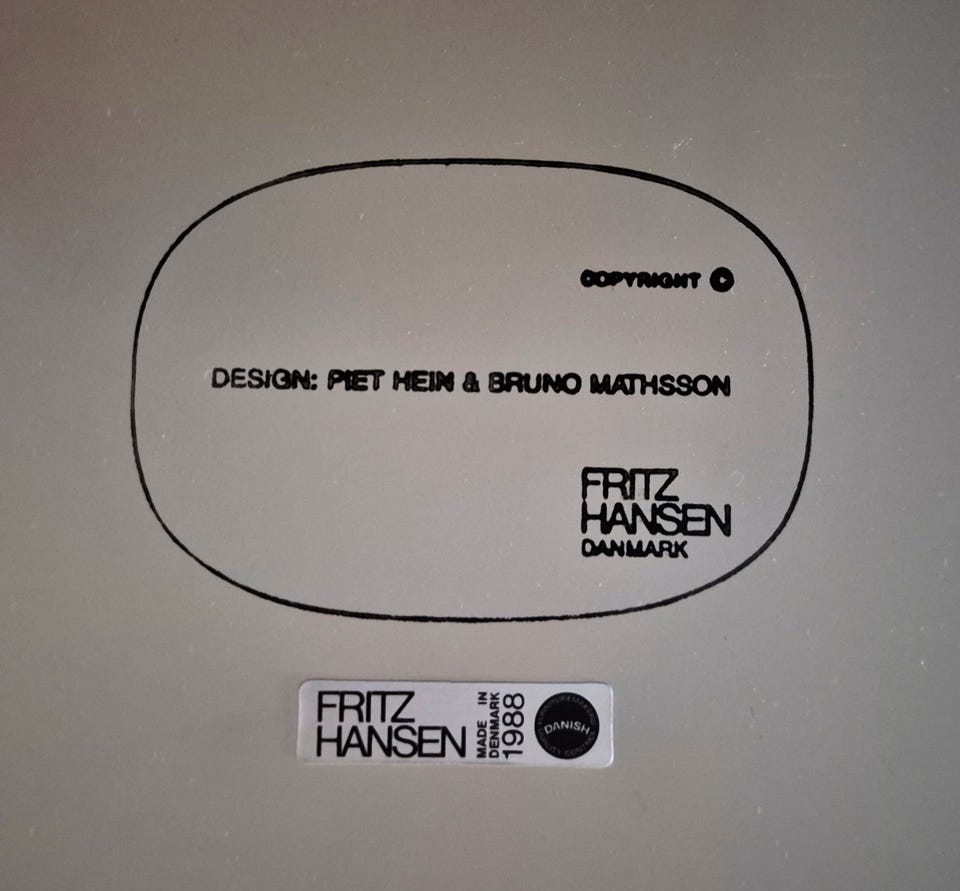 COPYRIGHT ©
DESIGN: PIET HEIN & BRUNO MATHSSON
FRITZ
HANSEN
DANMARK
FRITZ
HANSEN
MADE IN
DENMARK
1988
DANISH